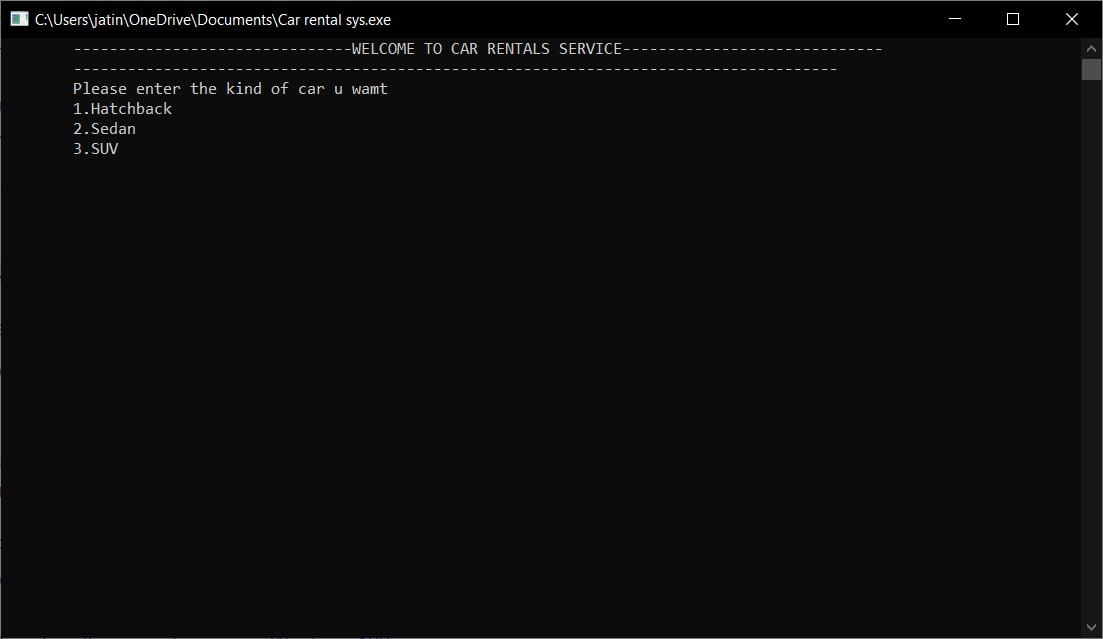 C:\Users\jatin\OneDrive\Documents\Car rental sys.exe
-------------------------------WELCOME TO CAR RENTALS SERVICE-----------------------------
-------------------------------------------------------------------------------------
Please enter the kind of car u wamt
1.Hatchback
2.Sedan
3.SUV